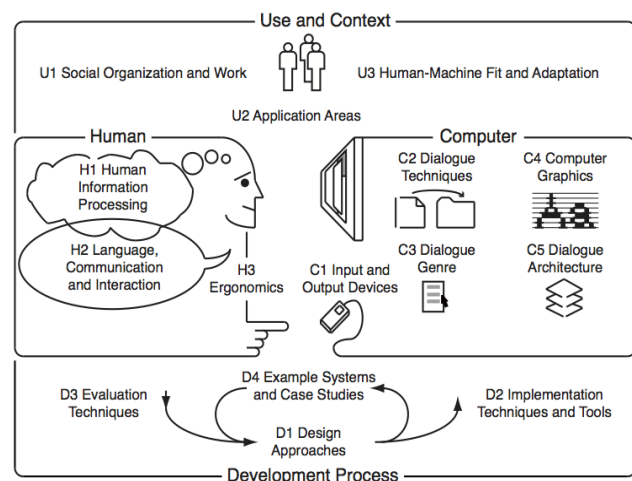 Use and Context
U1 Social Organization and Work
U3 Human-Machine Fit and Adaptation
U2 Application Areas
Human
H1 Human
Information
Processing
H2 Language,
Communication
and Interaction
H3
Ergonomics
Computer
C2 Dialogue
Techniques
C4 Computer
Graphics
Aa
C3 Dialogue
Genre
C5 Dialogue
Architecture
C1 Input and
Output Devices
D3 Evaluation
Techniques
D4 Example Systems
and Case Studies
D2 Implementation
Techniques and Tools
D1 Design
Approaches
Development Process